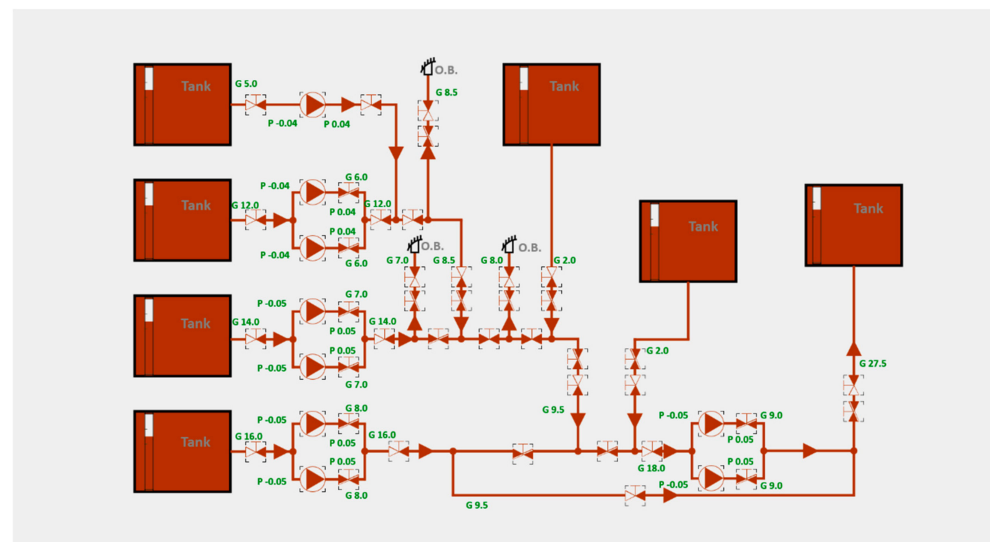 O.B.
Tank
G 5.0
G 8.5
Tank
P -0.04
P 0.04
G 6.0
P -0.04
Tank
G 12.0
P 0.04
G 12.0
P 0.04
P -0.04
G 6.0
Tank
Tank
O.B.
O.B.
G 7.0
G 8.5
G 8.0
G 2.0
G 7.0
P -0.05
P 0.05
Tank
G 14.0
G 14.0
P 0.05
P -0.05
G 7.0
G 2.0
G 27.5
G 8.0
P -0.05
P 0.05
G 9.5
P -0.05
G 9.0
Tank
G 16.0
G 16.0
P 0.05
P 0.05
G 18.0
P -0.05
G 8.0
P 0.05
P -0.05
G 9.0
G 9.5